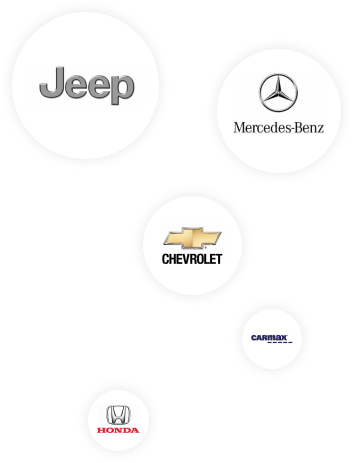 Jeep
Mercedes-Benz
CHEVROLET
CARMAX
HONDA